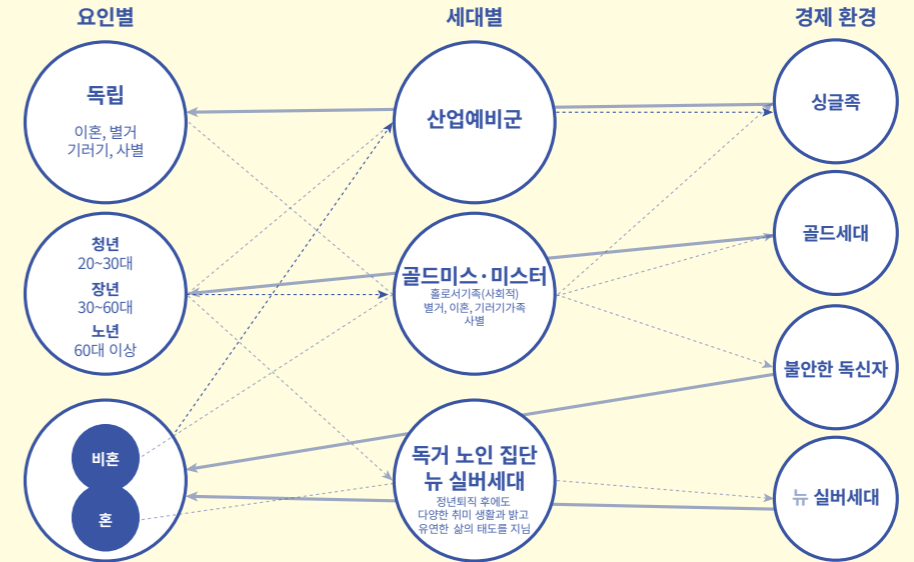 요인별
독립
이혼, 별거
기러기, 사별
청년
20~30대
장년
30~60대
노년
60대 이상
비혼
혼
세대별
산업예비군
골드미스·미스터
홀로서기족(사회적)
별거, 이혼, 기러기가족
사별
독거 노인 집단
뉴 실버세대
정년퇴직 후에도
다양한 취미 생활과 밝고
유연한 삶의 태도를 지님
경제 환경
싱글족
골드세대
불안한 독신자
뉴 실버세대